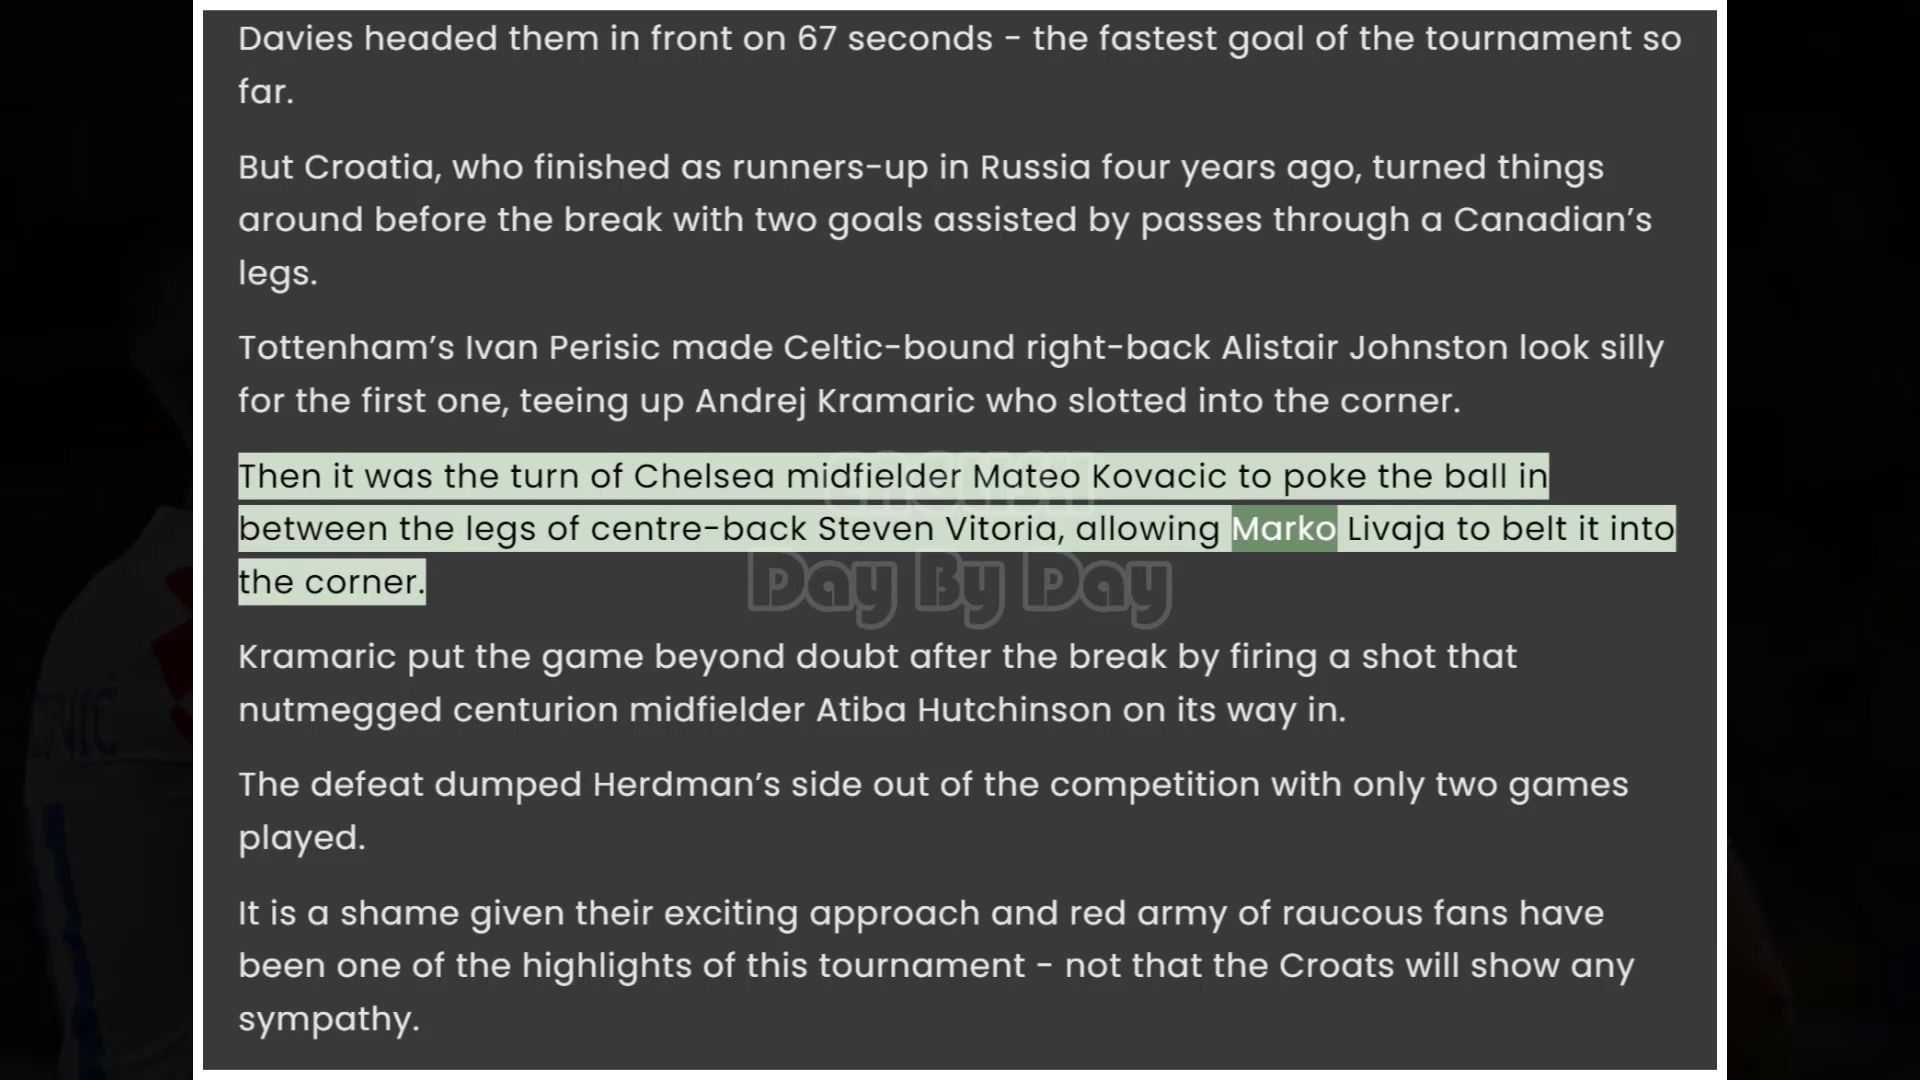 Davies headed them in front on 67 seconds - the fastest goal of the tournament so
far.
But Croatia, who finished as runners-up in Russia four years ago, turned things
around before the break with two goals assisted by passes through a Canadian’s
legs.
Tottenham’s Ivan Perisic made Celtic-bound right-back Alistair Johnston look silly
for the first one, teeing up Andrej Kramaric who slotted into the corner.
Then it was the turn of Chelsea midfielder Mateo Kovacic to poke the ball in
between the legs of centre-back Steven Vitoria, allowing Marko Livaja to belt it into
the corner.
Day By Day
Kramaric put the game beyond doubt after the break by firing a shot that
nutmegged centurion midfielder Atiba Hutchinson on its way in.
The defeat dumped Herdman’s side out of the competition with only two games
played.
It is a shame given their exciting approach and red army of raucous fans have
been one of the highlights of this tournament - not that the Croats will show any
sympathy.